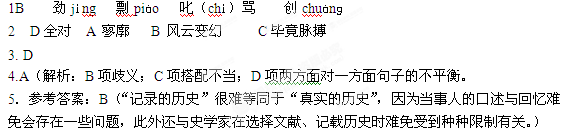 1B 劲 jìng 剽 piáo 叱（chì）骂 创 chuāng
2 D 全对 A 寥廓 B 风云变幻 C 毕竟脉搏
3. D
4.A（解析：B 项歧义；C 项搭配不当；D 项两方面对一方面句子的不平衡。
5．参考答案：B（“记录的历史”很难等同于“真实的历史”，因为当事人的口述与回忆难
免会存在一些问题，此外还与史学家在选择文献、记载历史时难免受到种种限制有关。）